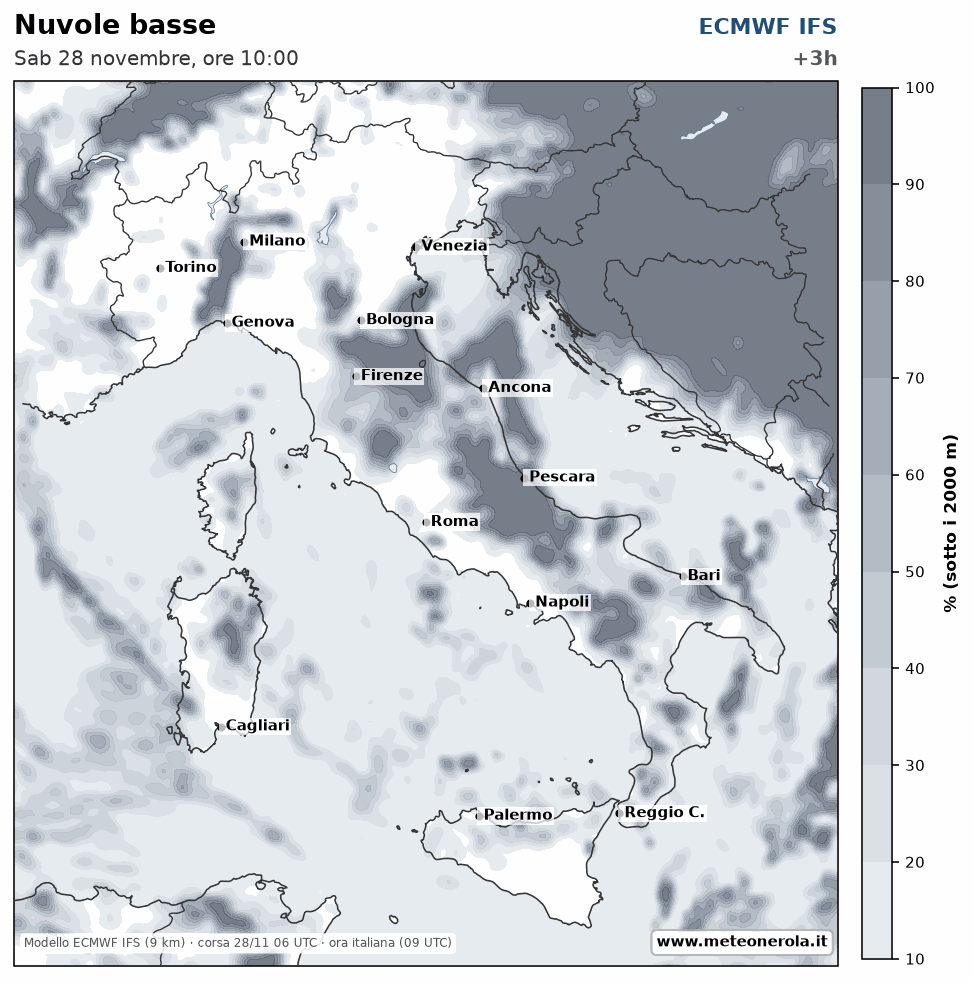 Nuvole basse
ECMWF IFS
Sab 28 novembre, ore 10:00
+3h
100
90
80
70
60
50
40
30
20
10
% (sotto i 2000 m)
Milano
Venezia
Torino
Genova
Bologna
Firenze
Ancona
Pescara
Roma
Bari
Napoli
Cagliari
Palermo
Reggio C.
Modello ECMWF IFS (9 km) · corsa 28/11 06 UTC · ora italiana (09 UTC)
www.meteonerola.it